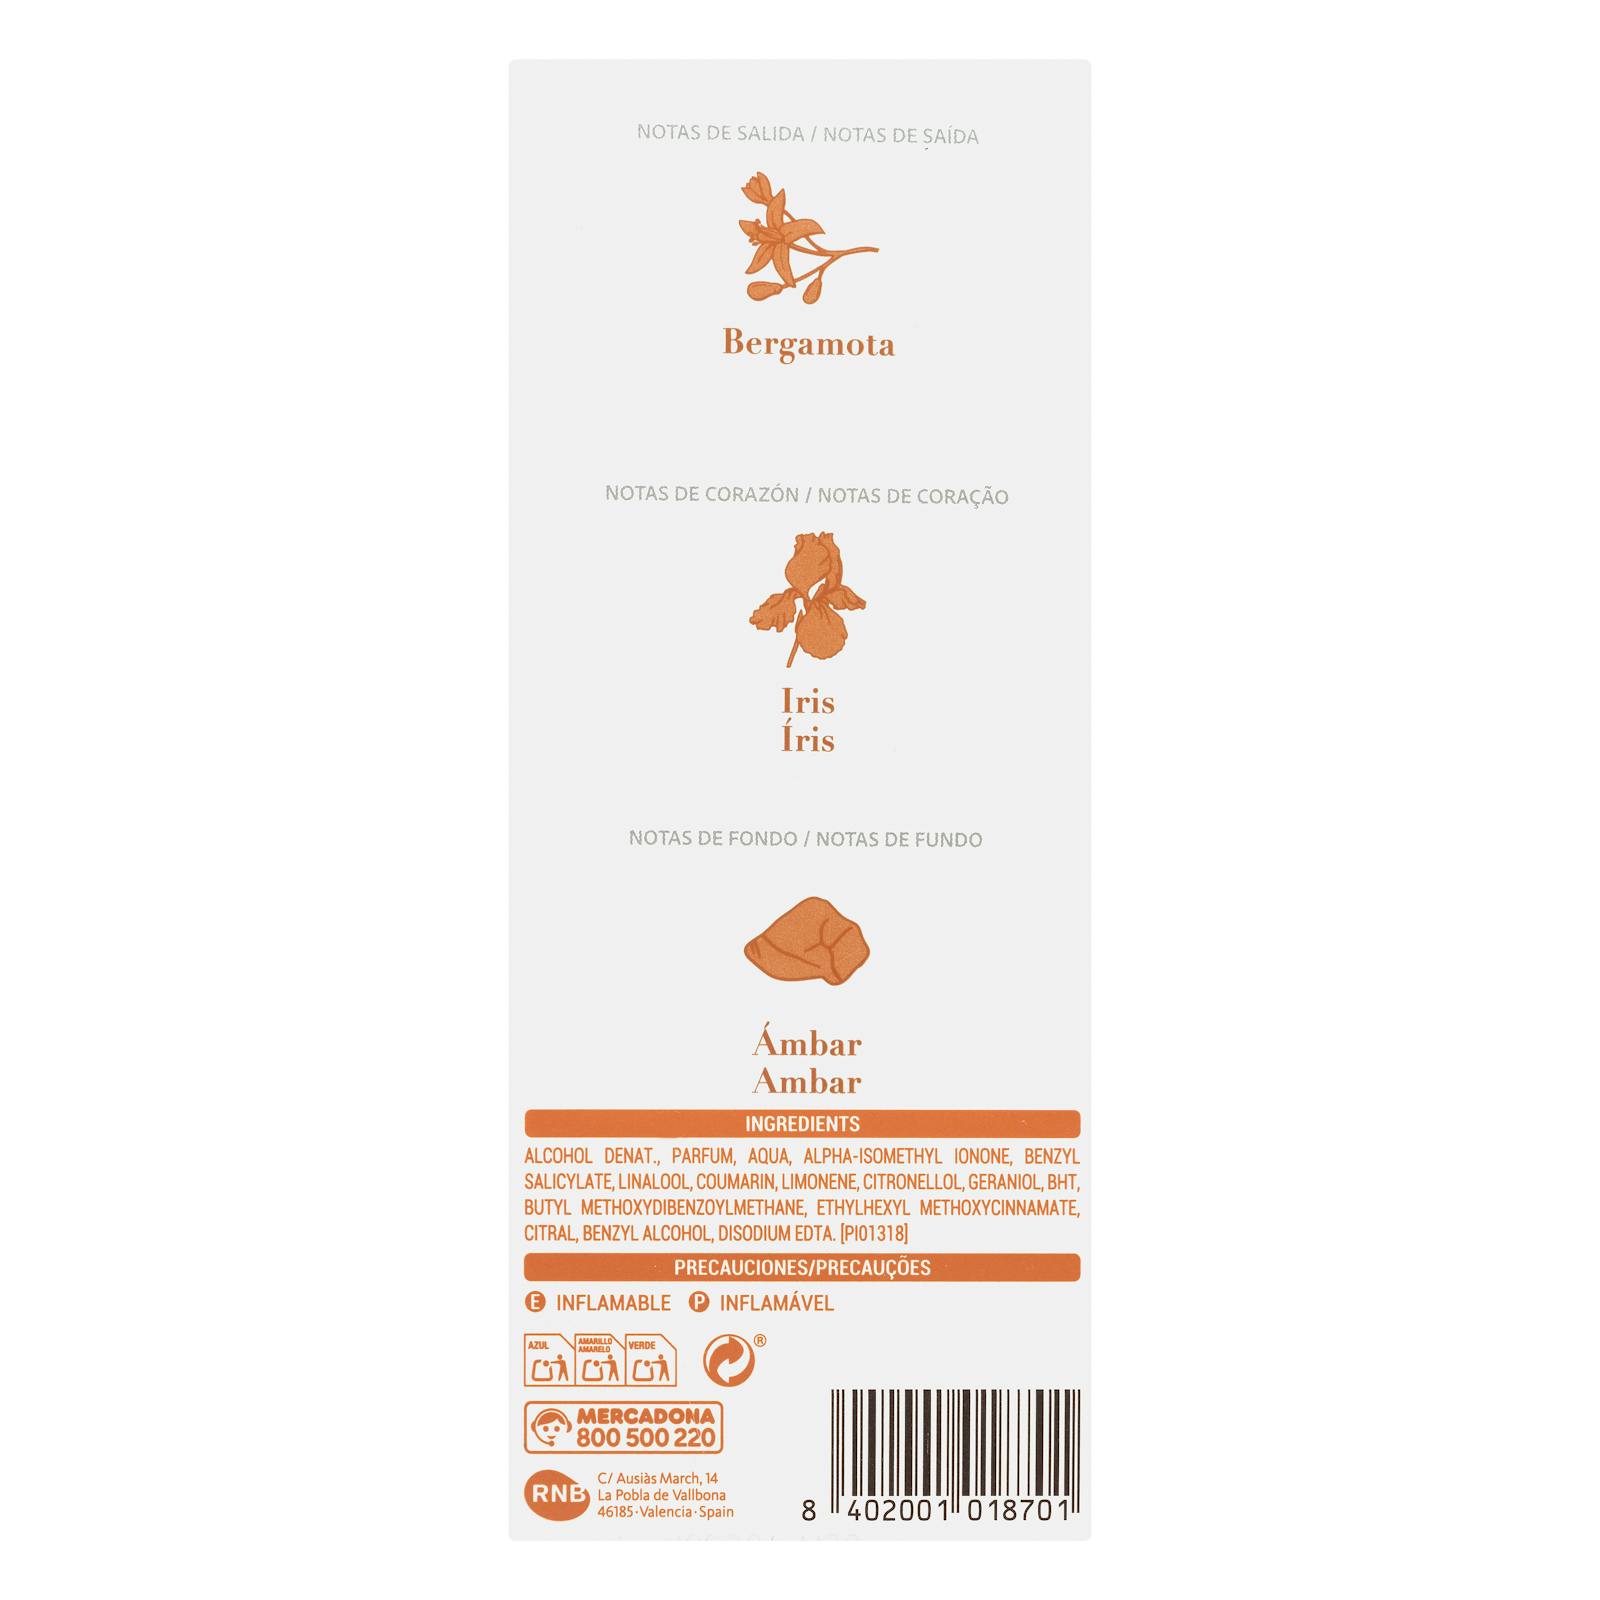 NOTAS DE SALIDA / NOTAS DE SAÍDA
Bergamota
NOTAS DE CORAZÓN / NOTAS DE CORAÇÃO
Iris
Íris
NOTAS DE FONDO / NOTAS DE FUNDO
Ámbar
Ambar
INGREDIENTS
ALCOHOL DENAT., PARFUM, AQUA, ALPHA-ISOMETHYL IONONE, BENZYL
SALICYLATE, LINALOOL, COUMARIN, LIMONENE, CITRONELLOL, GERANIOL, BHT,
BUTYL METHOXYDIBENZOYLMETHANE, ETHYLHEXYL METHOXYCINNAMATE,
CITRAL, BENZYL ALCOHOL, DISODIUM EDTA. [PI01318]
PRECAUCIONES/PRECAUÇÕES
E INFLAMABLE P INFLAMÁVEL
AZUL AMARILLO AMARELO VERDE ®
MERCADONA
800 500 220
RNB
C/ Ausiàs March, 14
La Pobla de Vallbona
46185·Valencia·Spain
8 402001 018701